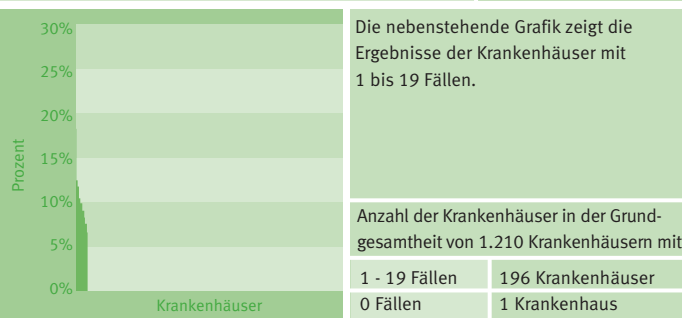 30%
25%
20%
15%
10%
5%
0%
Prozent
Krankenhäuser
Die nebenstehende Grafik zeigt die
Ergebnisse der Krankenhäuser mit
1 bis 19 Fällen.
Anzahl der Krankenhäuser in der Grund-
gesamtheit von 1.210 Krankenhäusern mit
1 - 19 Fällen 196 Krankenhäuser
0 Fällen 1 Krankenhaus